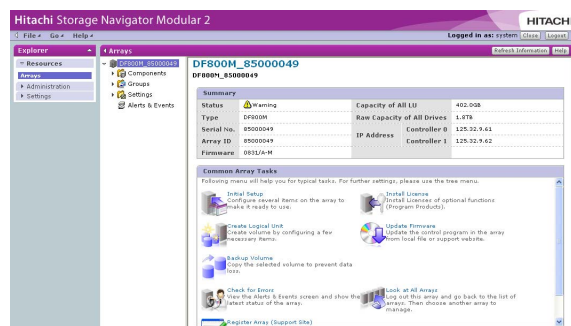 Hitachi Storage Navigator Modular 2
HITACHI
File Go Help
Logged in as: system Close Logout
Explorer
Arrays
Refresh Information Help
Resources
Arrays
Administration
Settings
DF800M_85000049
Components
Groups
Settings
Alerts & Events
DF800M_85000049
DF800M_85000049
Summary
Status Warning Capacity of All LU 402.0GB
Type DF800M Raw Capacity of All Drives 1.8TB
Serial No. 85000049 IP Address Controller 0 125.32.9.61
Array ID 85000049 Controller 1 125.32.9.62
Firmware 0831/A-M
Common Array Tasks
Following menu will help you for typical tasks. For further settings, please use the tree menu.
Initial Setup
Configure several items on the array to
make it ready to use.
Install License
Install Licenses of optional functions
(Program Products).
Create Logical Unit
Create volume by configuring a few
necessary items.
Update Firmware
Update the control program in the array
from local file or support website.
Backup Volume
Copy the selected volume to prevent data
loss.
Check for Errors
View the Alerts & Events screen and show the
latest status of the array.
Look at All Arrays
Log out this array and go back to the list of
arrays. Then choose another array to
manage.
Register Array (Support Site)